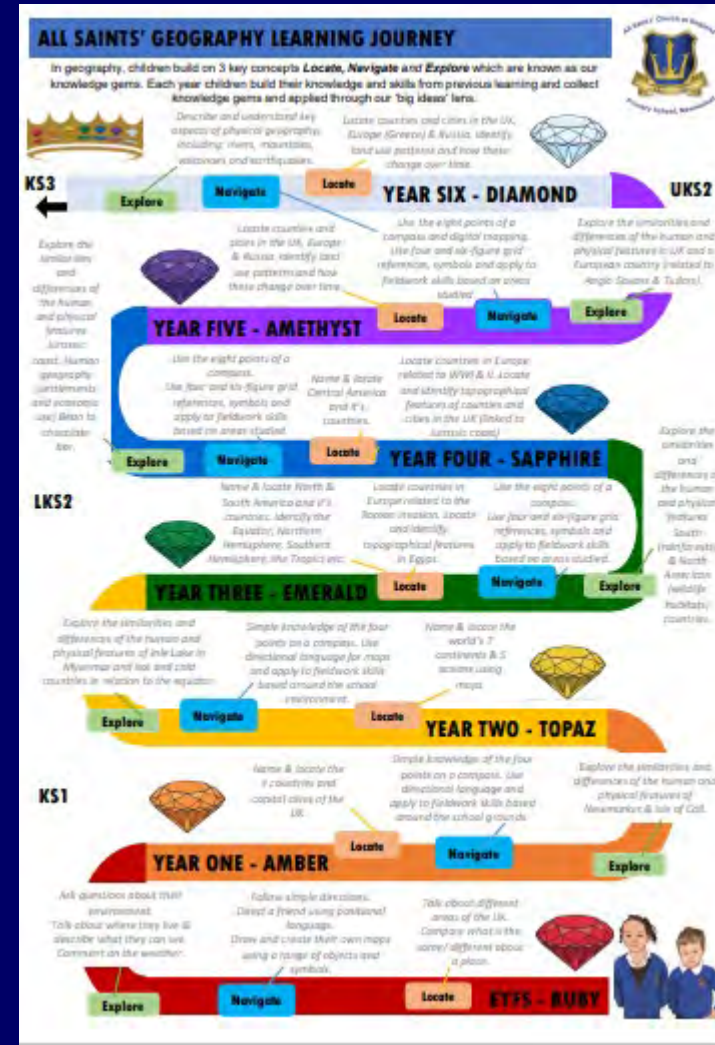 ALL SAINTS' GEOGRAPHY LEARNING JOURNEY
In geography, children build on 3 key concepts Locate, Navigate and Explore which are known as our
knowledge gems. Each year children build their knowledge and skills from previous learning and collect
knowledge gems and applied through our 'big ideas' lens.
Describe and understand key
aspects of physical geography,
including: rivers, mountains,
volcanoes and earthquakes.
Locate countries and cities in the UK,
Europe (Greece) & Russia. Identify
land use patterns and how these
change over time.
KS3
Explore
Navigate
Locate
YEAR SIX - DIAMOND
UKS2
Explore the
similarities
and
differences of
the human
and physical
features
Jurassic
coast. Human
geography
(settlements
and economic
use) Bean to
chocolate
bar.
Locate countries and
cities in the UK, Europe
& Russia. Identify land
use patterns and how
these change over time.
Use the eight points of a
compass and digital mapping.
Use four and six-figure grid
references, symbols and apply to
fieldwork skills based on areas
studied.
Explore the similarities and
differences of the human and
physical features in UK and a
European country (related to
Anglo Saxons & Tudors).
YEAR FIVE - AMETHYST
Locate
Navigate
Explore
Use the eight points of a
compass.
Use four and six-figure grid
references, symbols and
apply to fieldwork skills
based on areas studied.
Name & locate
Central America
and it's
countries.
Locate countries in Europe
related to WWI & II. Locate
and identify topographical
features of counties and
cities in the UK (linked to
Jurassic coast)
Explore
Navigate
Locate
YEAR FOUR - SAPPHIRE
LKS2
Name & locate North &
South America and it's
countries. Identify the
Equator, Northern
Hemisphere, Southern
Hemisphere, the Tropics etc.
Locate countries in
Europe related to the
Roman invasion. Locate
and identify
topographical features
in Egypt.
Use the eight points of a
compass.
Use four and six-figure grid
references, symbols and
apply to fieldwork skills
based on areas studied.
Explore the
similarities
and
differences of
the human
and physical
features
South
(rainforests)
& North
American
(wildlife
habitats)
countries.
YEAR THREE - EMERALD
Locate
Navigate
Explore
Explore the similarities and
differences of the human and
physical features of Inle Lake in
Myanmar and hot and cold
countries in relation to the equator.
Simple knowledge of the four
points on a compass. Use
directional language for maps
and apply to fieldwork skills
based around the school
environment.
Name & locate the
world's 7
continents & 5
oceans using
maps.
Explore
Navigate
Locate
YEAR TWO - TOPAZ
KS1
Name & locate the
4 countries and
capital cities of the
UK.
Simple knowledge of the four
points on a compass. Use
directional language and
apply to fieldwork skills based
around the school grounds.
Explore the similarities and
differences of the human and
physical features of
Newmarket & Isle of Coll.
YEAR ONE - AMBER
Locate
Navigate
Explore
Ask questions about their
environment.
Talk about where they live &
describe what they can see.
Comment on the weather.
Follow simple directions.
Direct a friend using positional
language.
Draw and create their own maps
using a range of objects and
symbols.
Talk about different
areas of the UK.
Compare what is the
same/ different about
a place.
Explore
Navigate
Locate
EYFS - RUBY